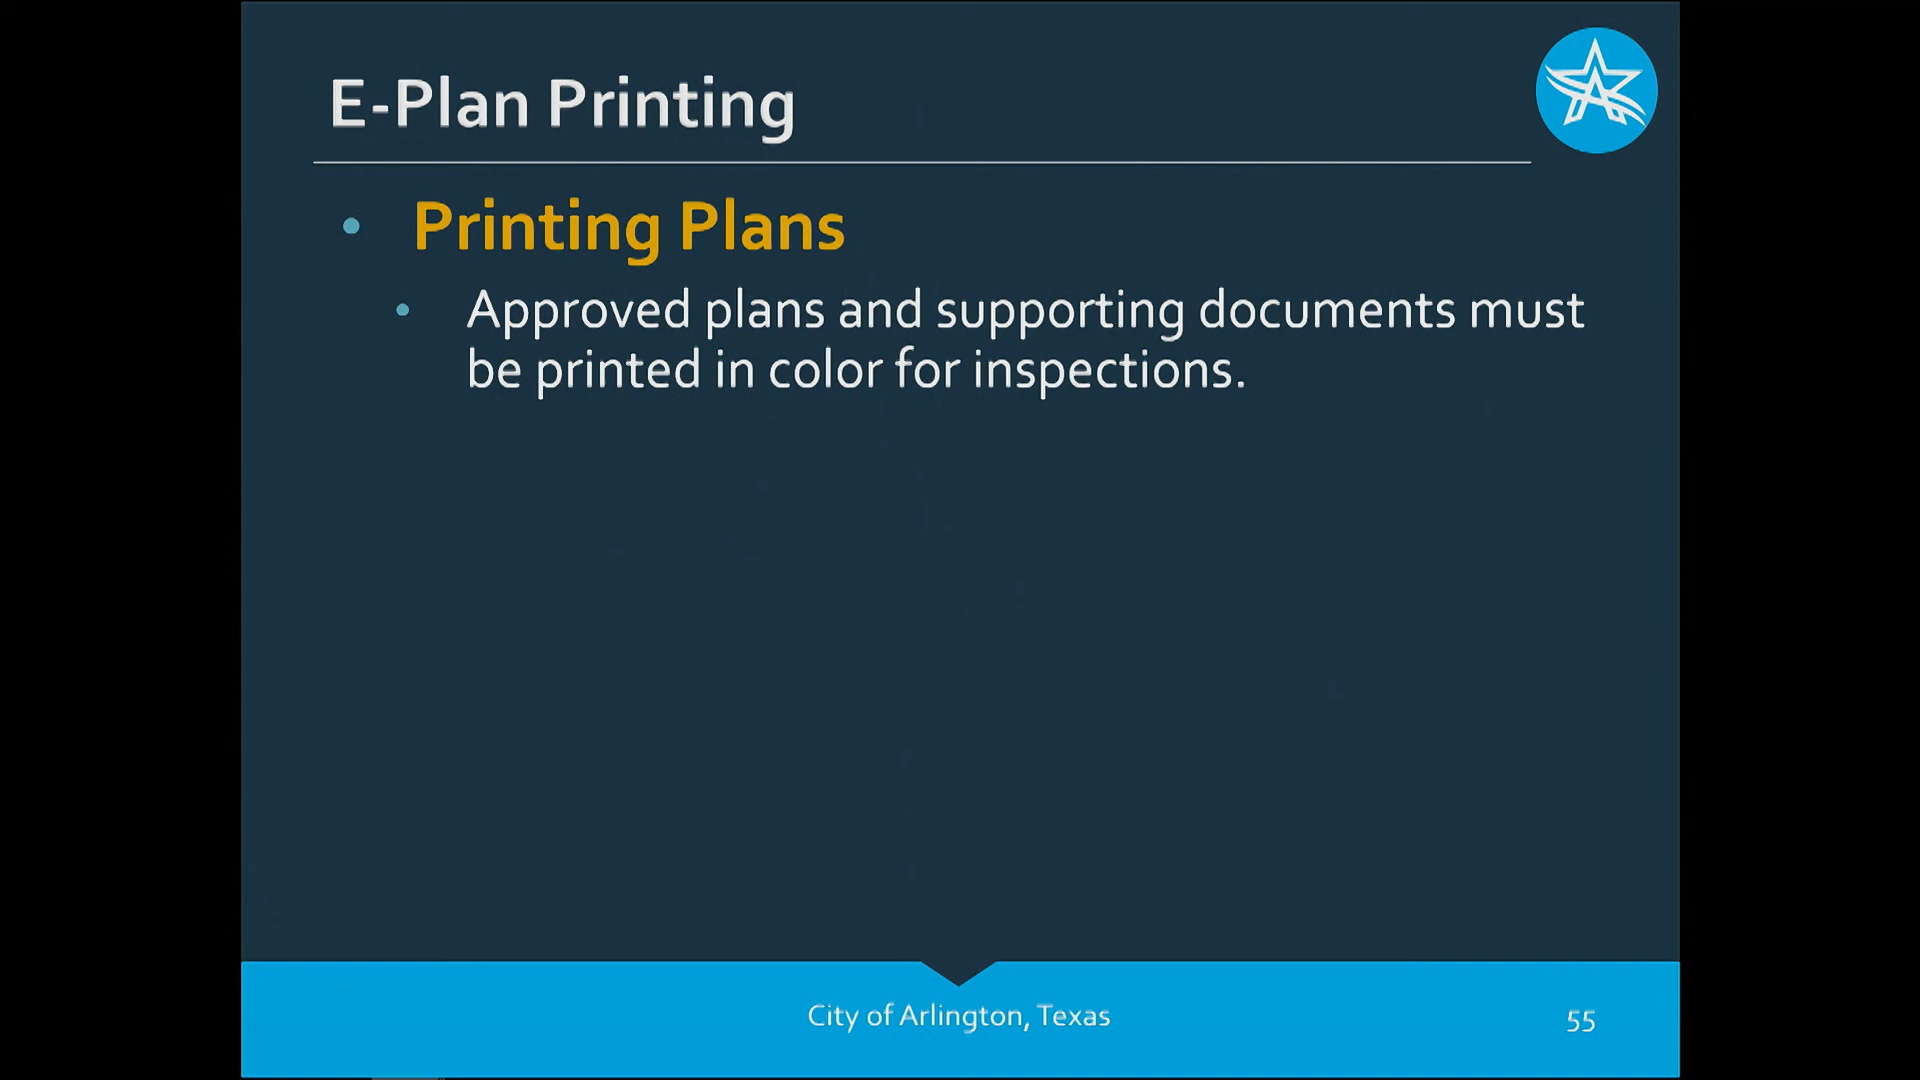 E-Plan Printing
• Printing Plans
• Approved plans and supporting documents must
be printed in color for inspections.
City of Arlington, Texas
55